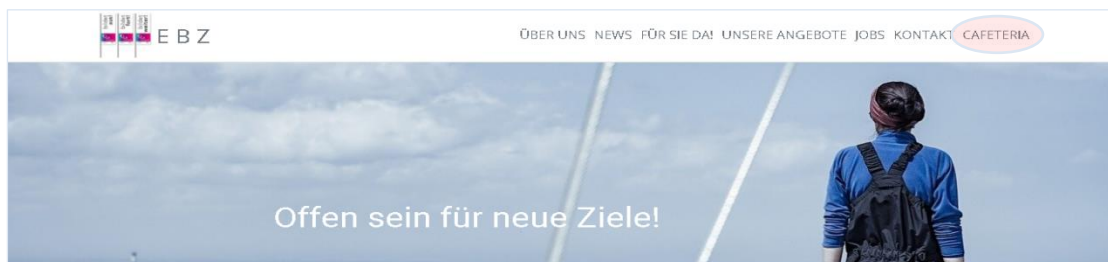 EBZ
ÜBER UNS NEWS FÜR SIE DA! UNSERE ANGEBOTE JOBS KONTAKT CAFETERIA
Offen sein für neue Ziele!